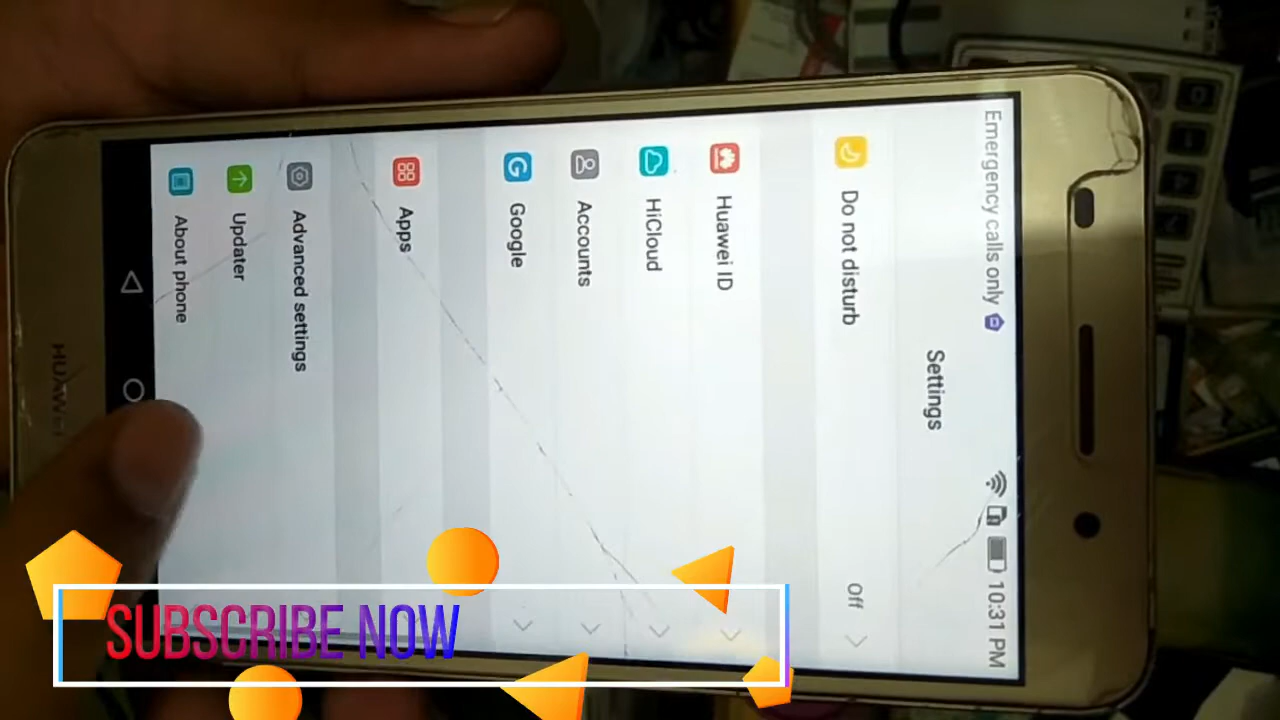 Emergency calls only 10:31 PM
Settings
Do not disturb Off
Huawei ID
HiCloud
Accounts
Google
Apps
Advanced settings
Updater
About phone
HUAWEI
SUBSCRIBE NOW